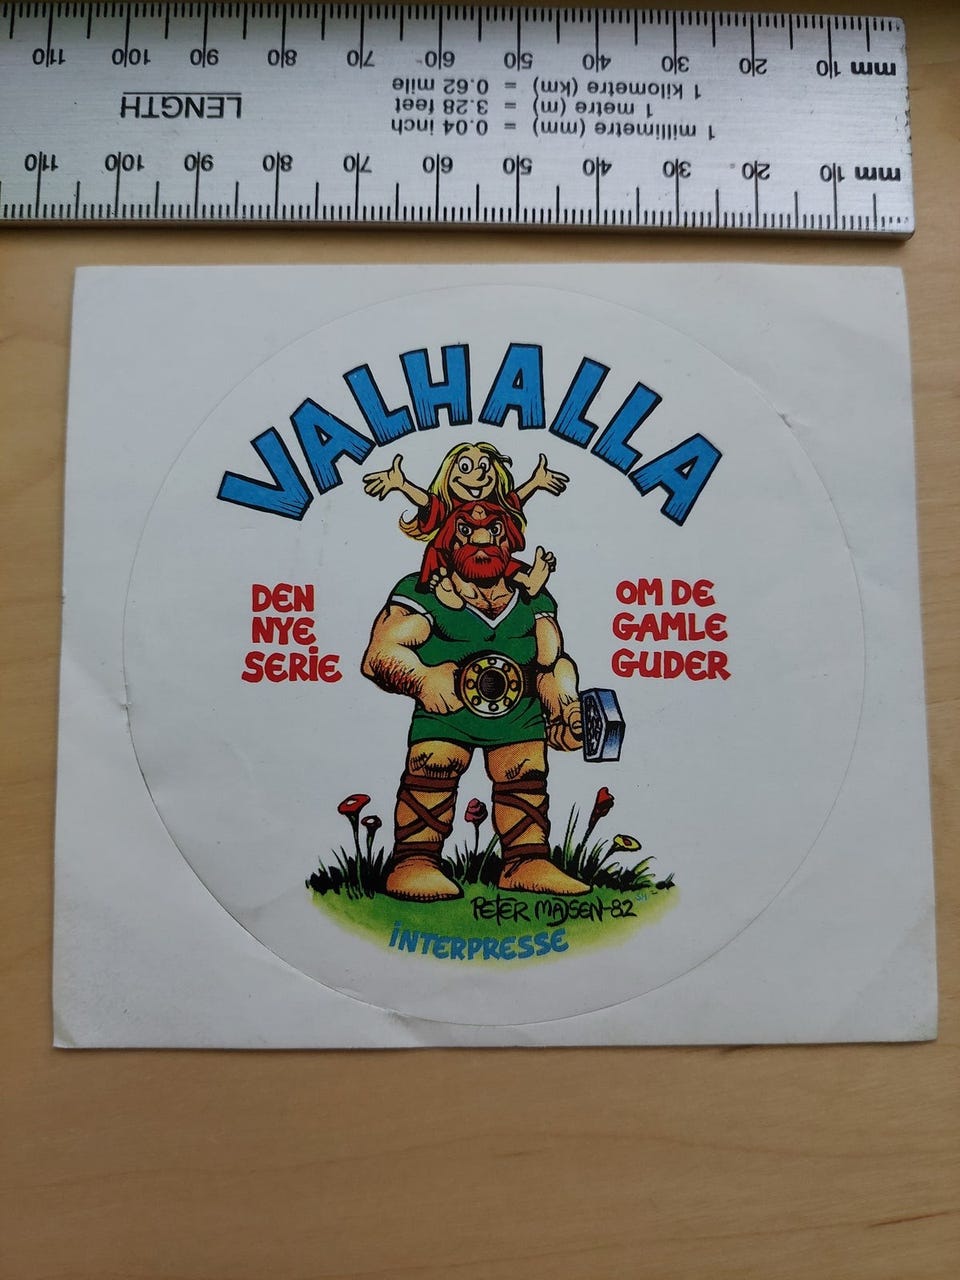 mm 10 20 30 40 50 60 70 80 90 100 110
1 millimetre (mm) = 0.04 inch
1 metre (m) = 3.28 feet
1 kilometre (km) = 0.62 mile
LENGTH
mm 10 20 30 40 50 60 70 80 90 100 110
VALHALLA
DEN
NYE
SERIE
OM DE
GAMLE
GUDER
PETER MADSEN-82
INTERPRESSE